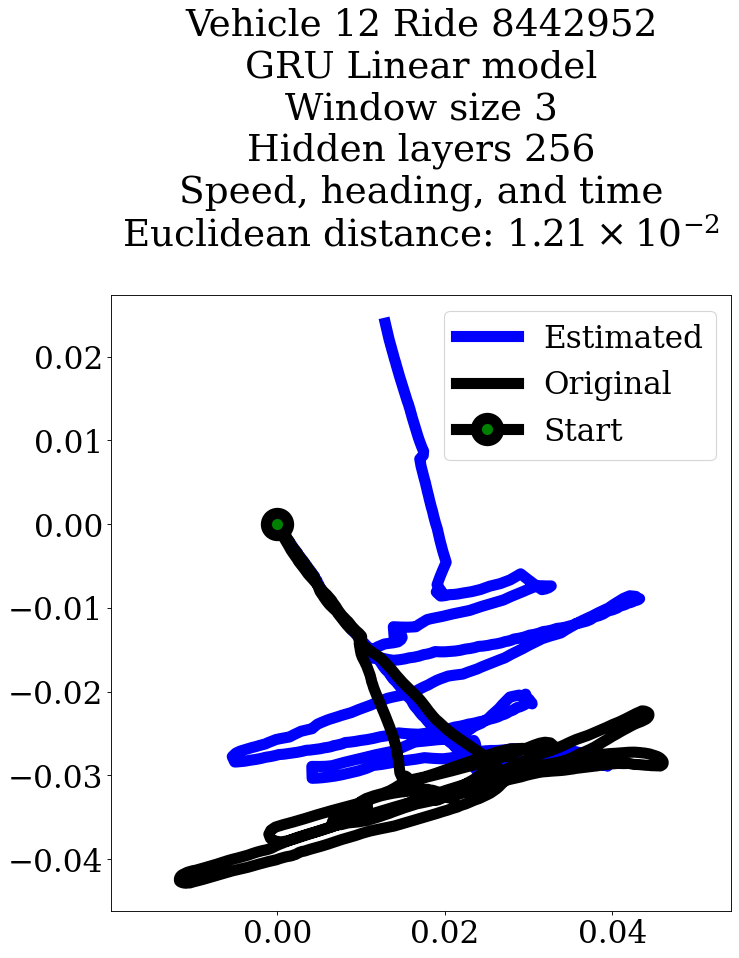 Vehicle 12 Ride 8442952
GRU Linear model
Window size 3
Hidden layers 256
Speed, heading, and time
Euclidean distance: 1.21 × 10⁻²
Estimated
Original
Start
0.02
0.01
0.00
−0.01
−0.02
−0.03
−0.04
0.00 0.02 0.04